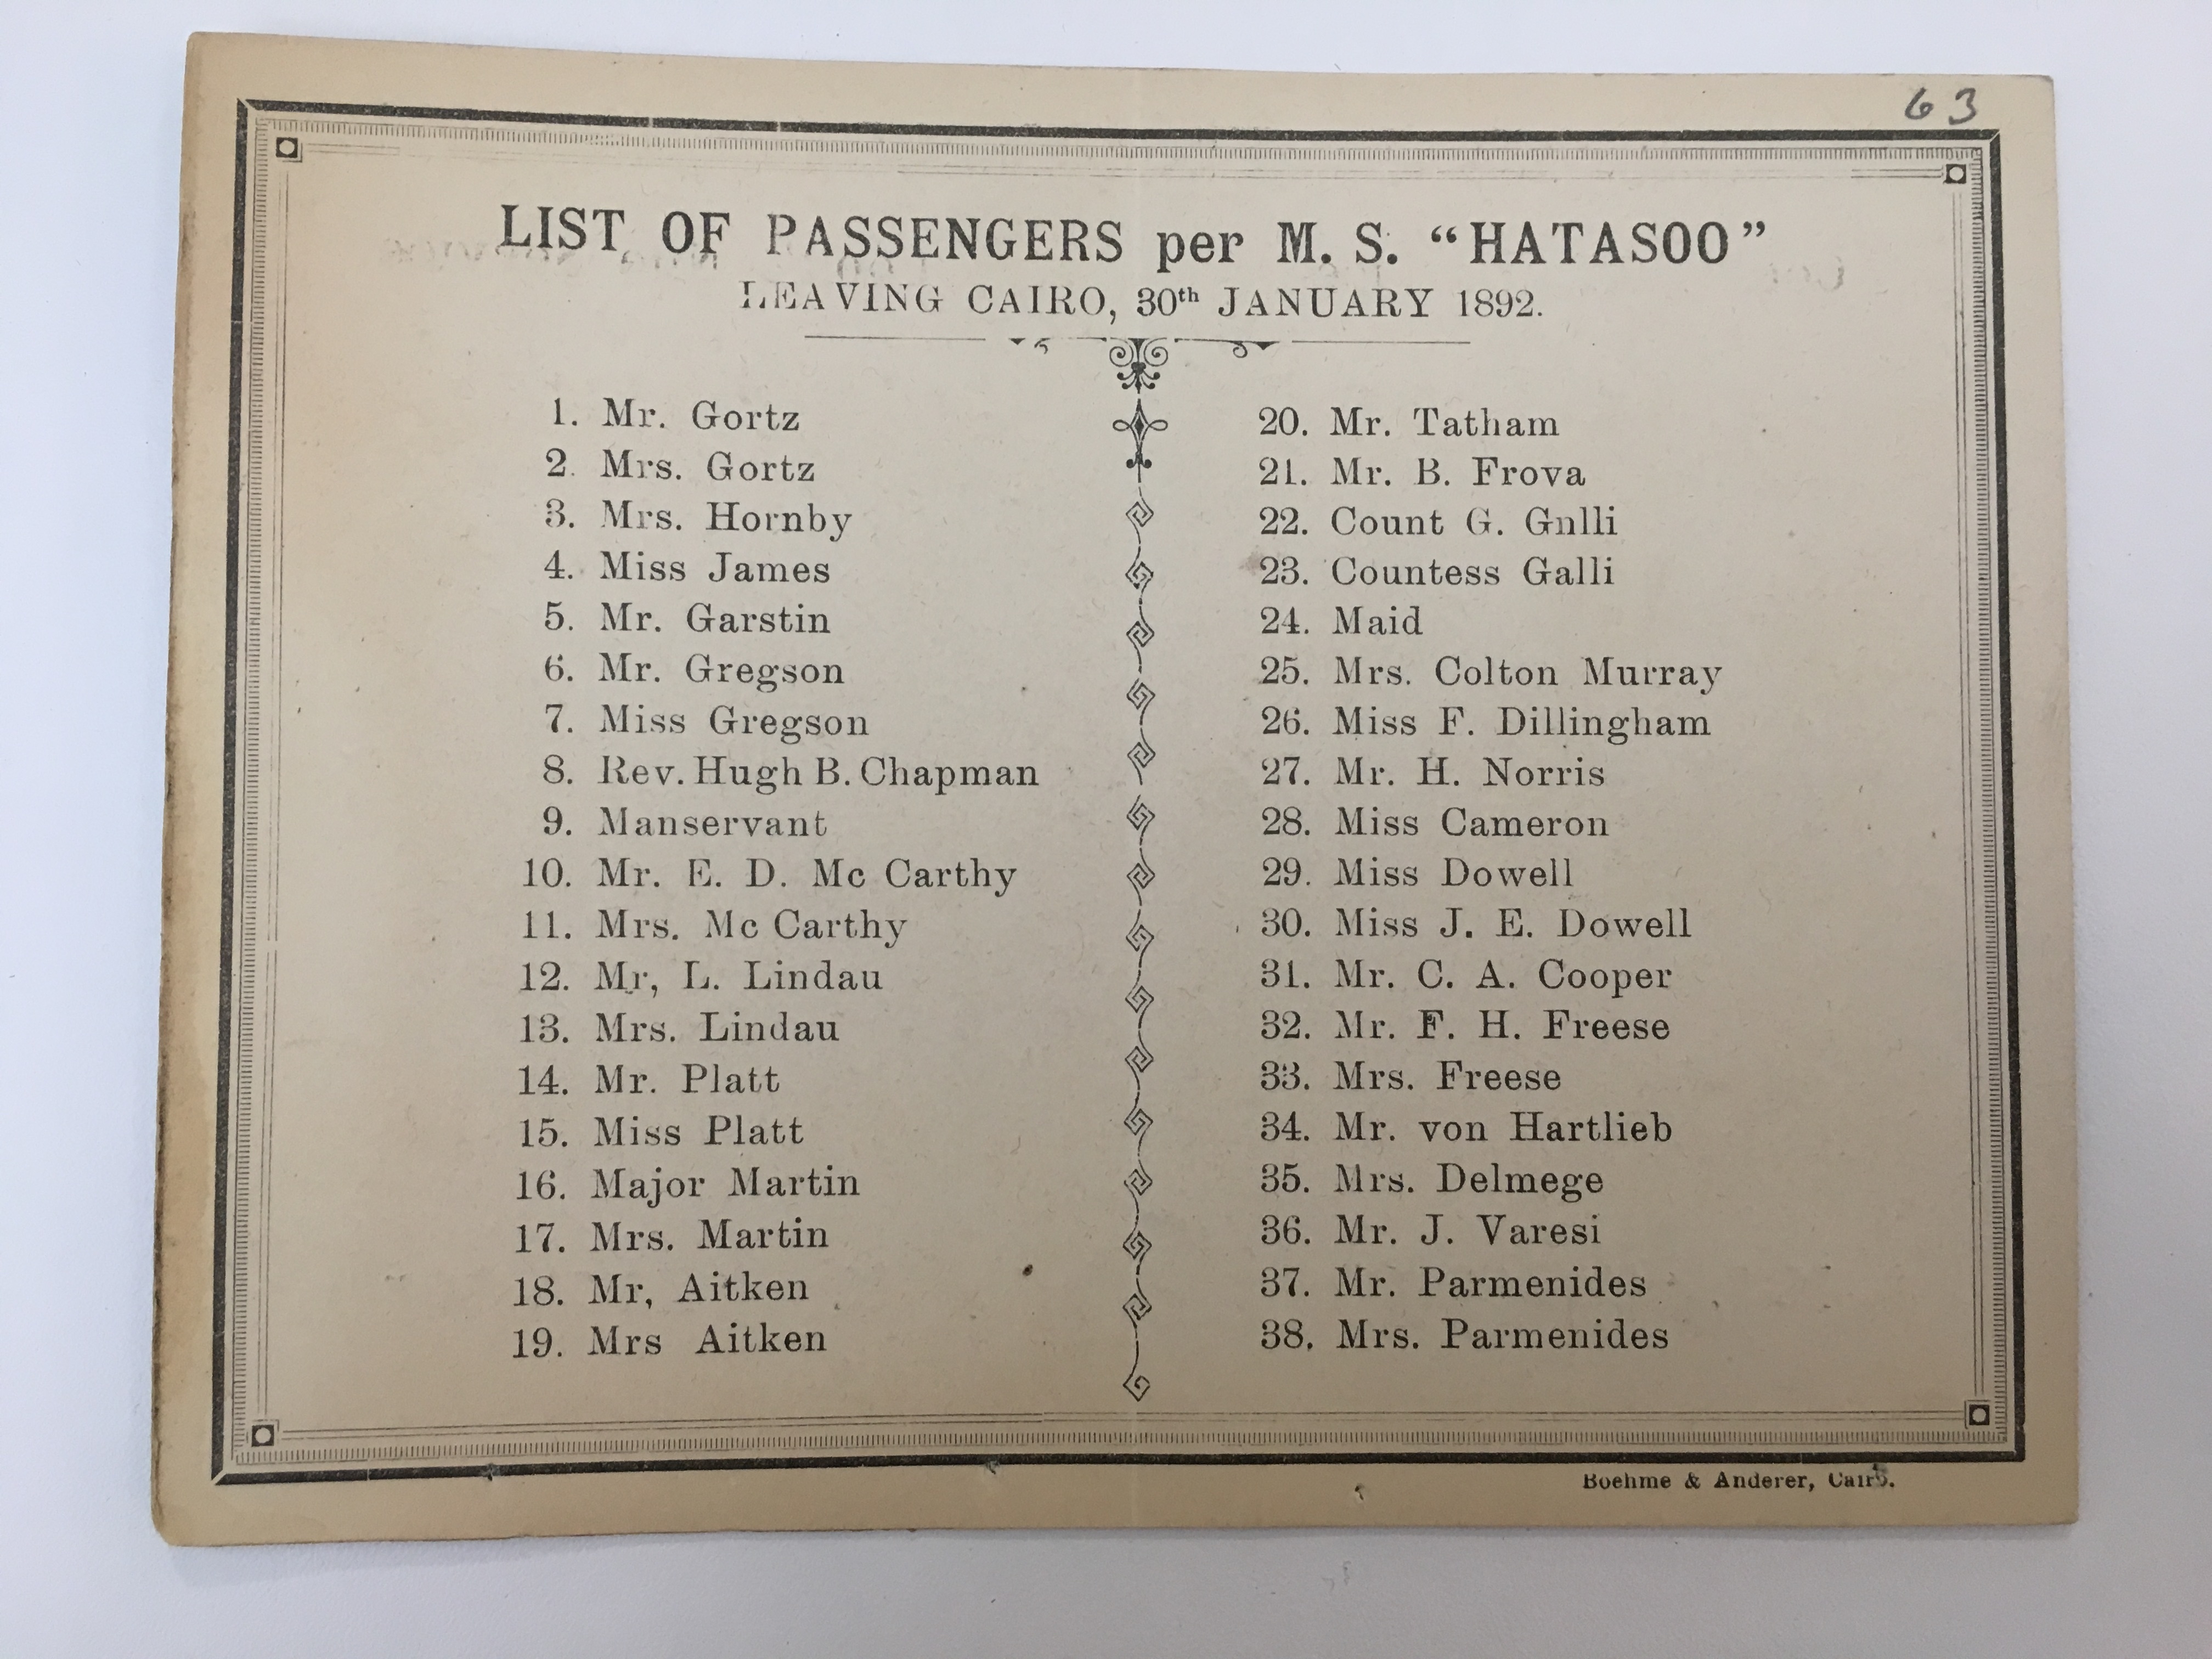 63
LIST OF PASSENGERS per M. S. “HATASOO”
LEAVING CAIRO, 30th JANUARY 1892.
1. Mr. Gortz
2. Mrs. Gortz
3. Mrs. Hornby
4. Miss James
5. Mr. Garstin
6. Mr. Gregson
7. Miss Gregson
8. Rev. Hugh B. Chapman
9. Manservant
10. Mr. E. D. Mc Carthy
11. Mrs. Mc Carthy
12. Mr, L. Lindau
13. Mrs. Lindau
14. Mr. Platt
15. Miss Platt
16. Major Martin
17. Mrs. Martin
18. Mr, Aitken
19. Mrs Aitken
20. Mr. Tatham
21. Mr. B. Frova
22. Count G. Gnlli
23. Countess Galli
24. Maid
25. Mrs. Colton Murray
26. Miss F. Dillingham
27. Mr. H. Norris
28. Miss Cameron
29. Miss Dowell
30. Miss J. E. Dowell
31. Mr. C. A. Cooper
32. Mr. F. H. Freese
33. Mrs. Freese
34. Mr. von Hartlieb
35. Mrs. Delmege
36. Mr. J. Varesi
37. Mr. Parmenides
38. Mrs. Parmenides
Boehme & Anderer, Cairo.